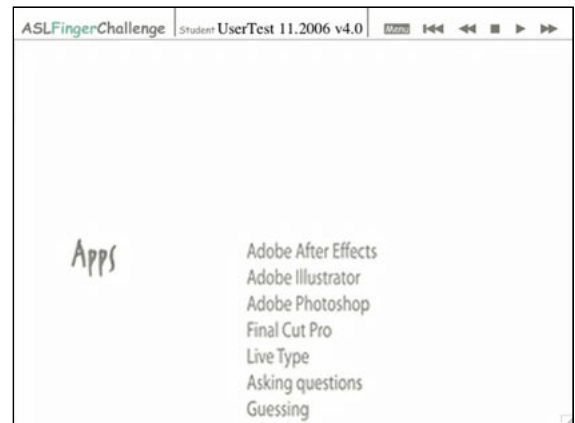 ASLFingerChallenge Student UserTest 11.2006 v4.0 Menu
Apps
Adobe After Effects
Adobe Illustrator
Adobe Photoshop
Final Cut Pro
Live Type
Asking questions
Guessing